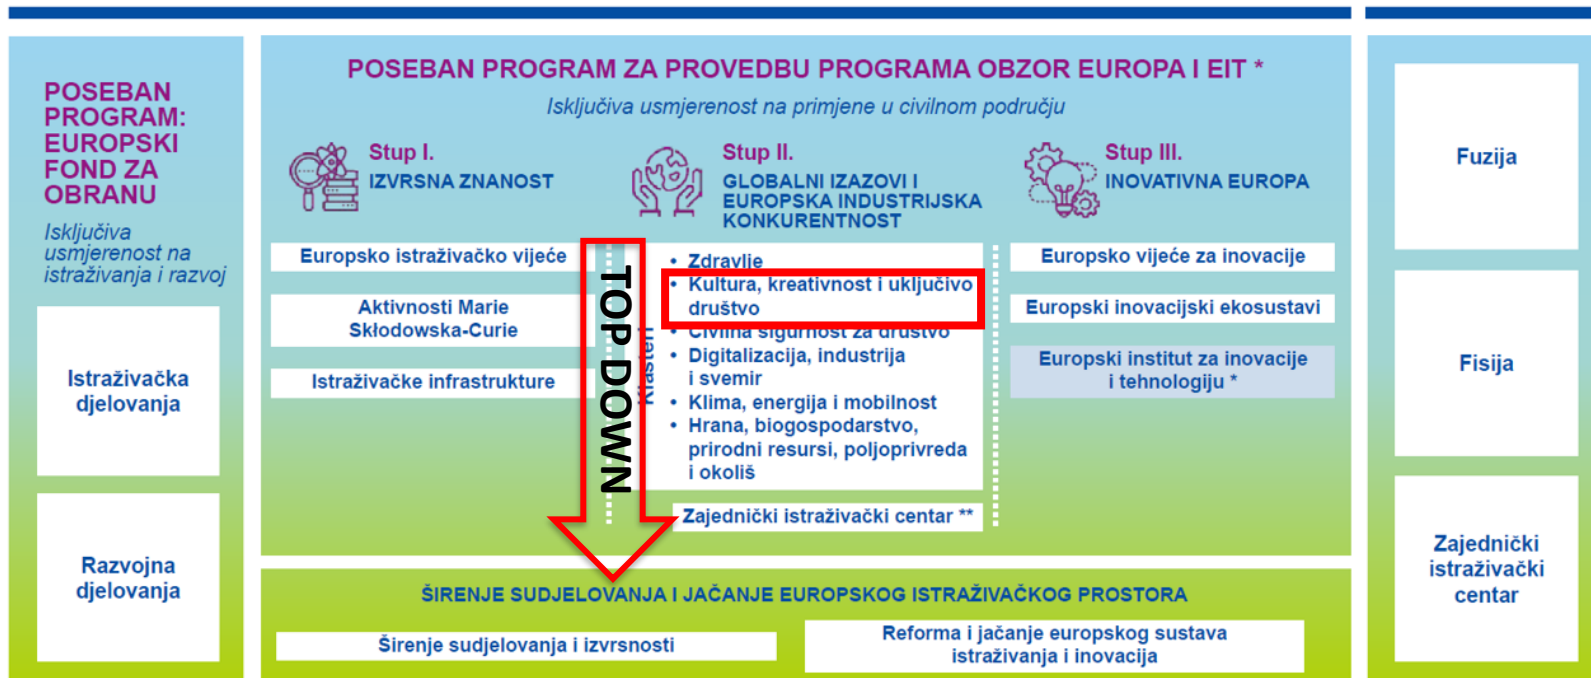 POSEBAN
PROGRAM:
EUROPSKI
FOND ZA
OBRANU
Isključiva
usmjerenost na
istraživanja i razvoj
Istraživačka
djelovanja
Razvojna
djelovanja
POSEBAN PROGRAM ZA PROVEDBU PROGRAMA OBZOR EUROPA I EIT *
Isključiva usmjerenost na primjene u civilnom području
Stup I.
IZVRSNA ZNANOST
Europsko istraživačko vijeće
Aktivnosti Marie
Skłodowska-Curie
Istraživačke infrastrukture
TOP DOWN
Stup II.
GLOBALNI IZAZOVI I
EUROPSKA INDUSTRIJSKA
KONKURENTNOST
Klasteri
• Zdravlje
• Kultura, kreativnost i uključivo
društvo
• Civilna sigurnost za društvo
• Digitalizacija, industrija
i svemir
• Klima, energija i mobilnost
• Hrana, biogospodarstvo,
prirodni resursi, poljoprivreda
i okoliš
Zajednički istraživački centar **
Stup III.
INOVATIVNA EUROPA
Europsko vijeće za inovacije
Europski inovacijski ekosustavi
Europski institut za inovacije
i tehnologiju *
ŠIRENJE SUDJELOVANJA I JAČANJE EUROPSKOG ISTRAŽIVAČKOG PROSTORA
Širenje sudjelovanja i izvrsnosti
Reforma i jačanje europskog sustava
istraživanja i inovacija
Fuzija
Fisija
Zajednički
istraživački
centar